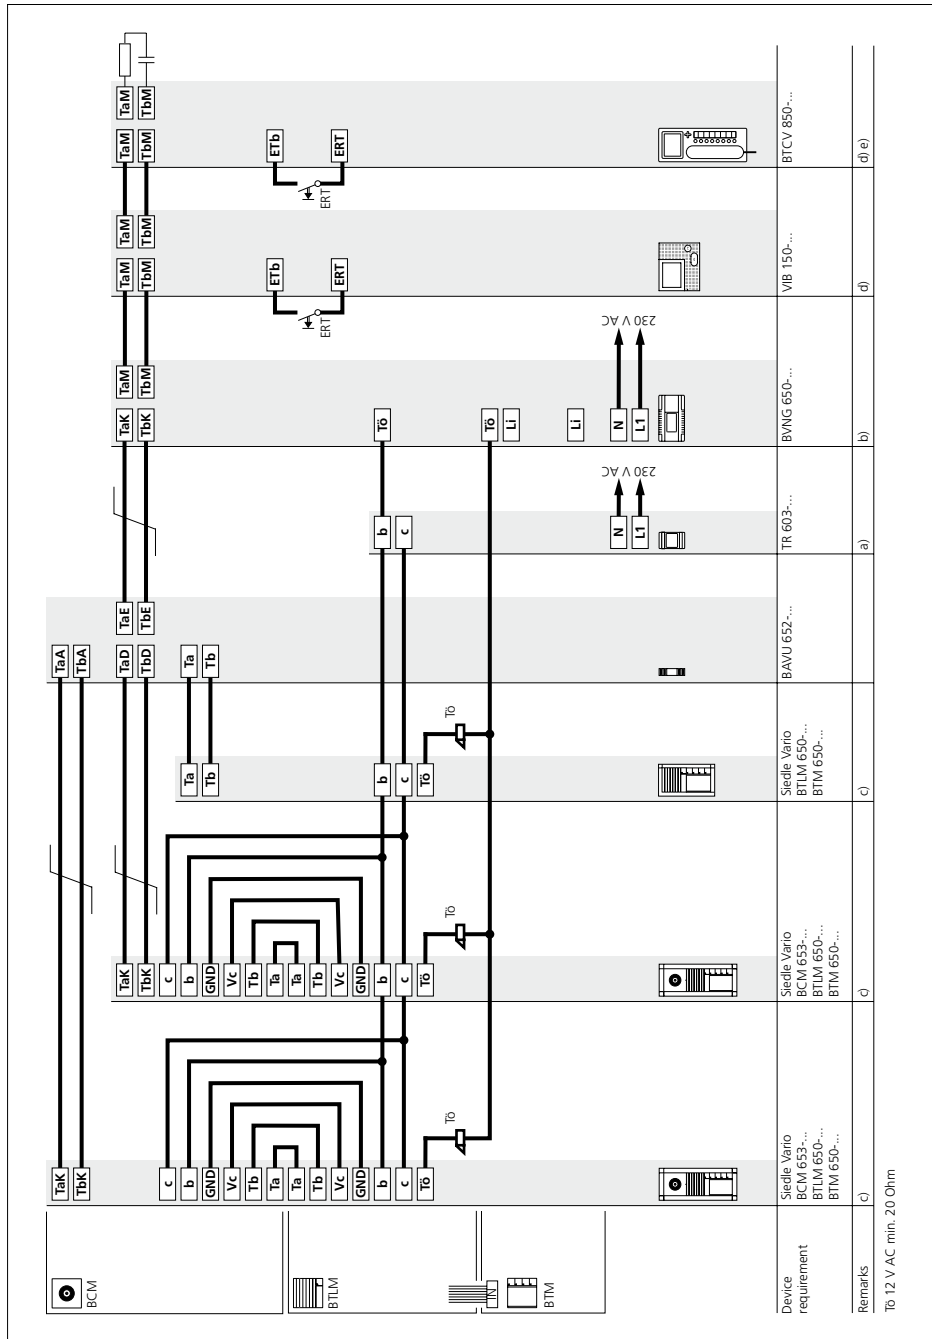 BCM
BTLM
IN
BTM
Device
requirement
Remarks
TaK
TbK
c
b
GND
Vc
Tb
Ta
Ta
Tb
Vc
GND
b
c
Tö
Tö
Siedle Vario
BCM 653-...
BTLM 650-...
BTM 650-...
c)
TaK
TbK
c
b
GND
Vc
Tb
Ta
Ta
Tb
Vc
GND
b
c
Tö
Tö
Siedle Vario
BCM 653-...
BTLM 650-...
BTM 650-...
c)
Ta
Tb
b
c
Tö
Tö
Siedle Vario
BTLM 650-...
BTM 650-...
c)
TaA
TbA
TaD
TaE
TbD
TbE
Ta
Tb
BAVU 652-...
b
c
N
L1
230 V AC
TR 603-...
a)
TaK
TaM
TbK
TbM
Tö
Tö
Li
Li
N
L1
230 V AC
BVNG 650-...
b)
TaM
TaM
TbM
TbM
ETb
ERT
ERT
VIB 150-...
d)
TaM
TaM
TbM
TbM
ETb
ERT
ERT
BTCV 850-...
d) e)
Tö 12 V AC min. 20 Ohm